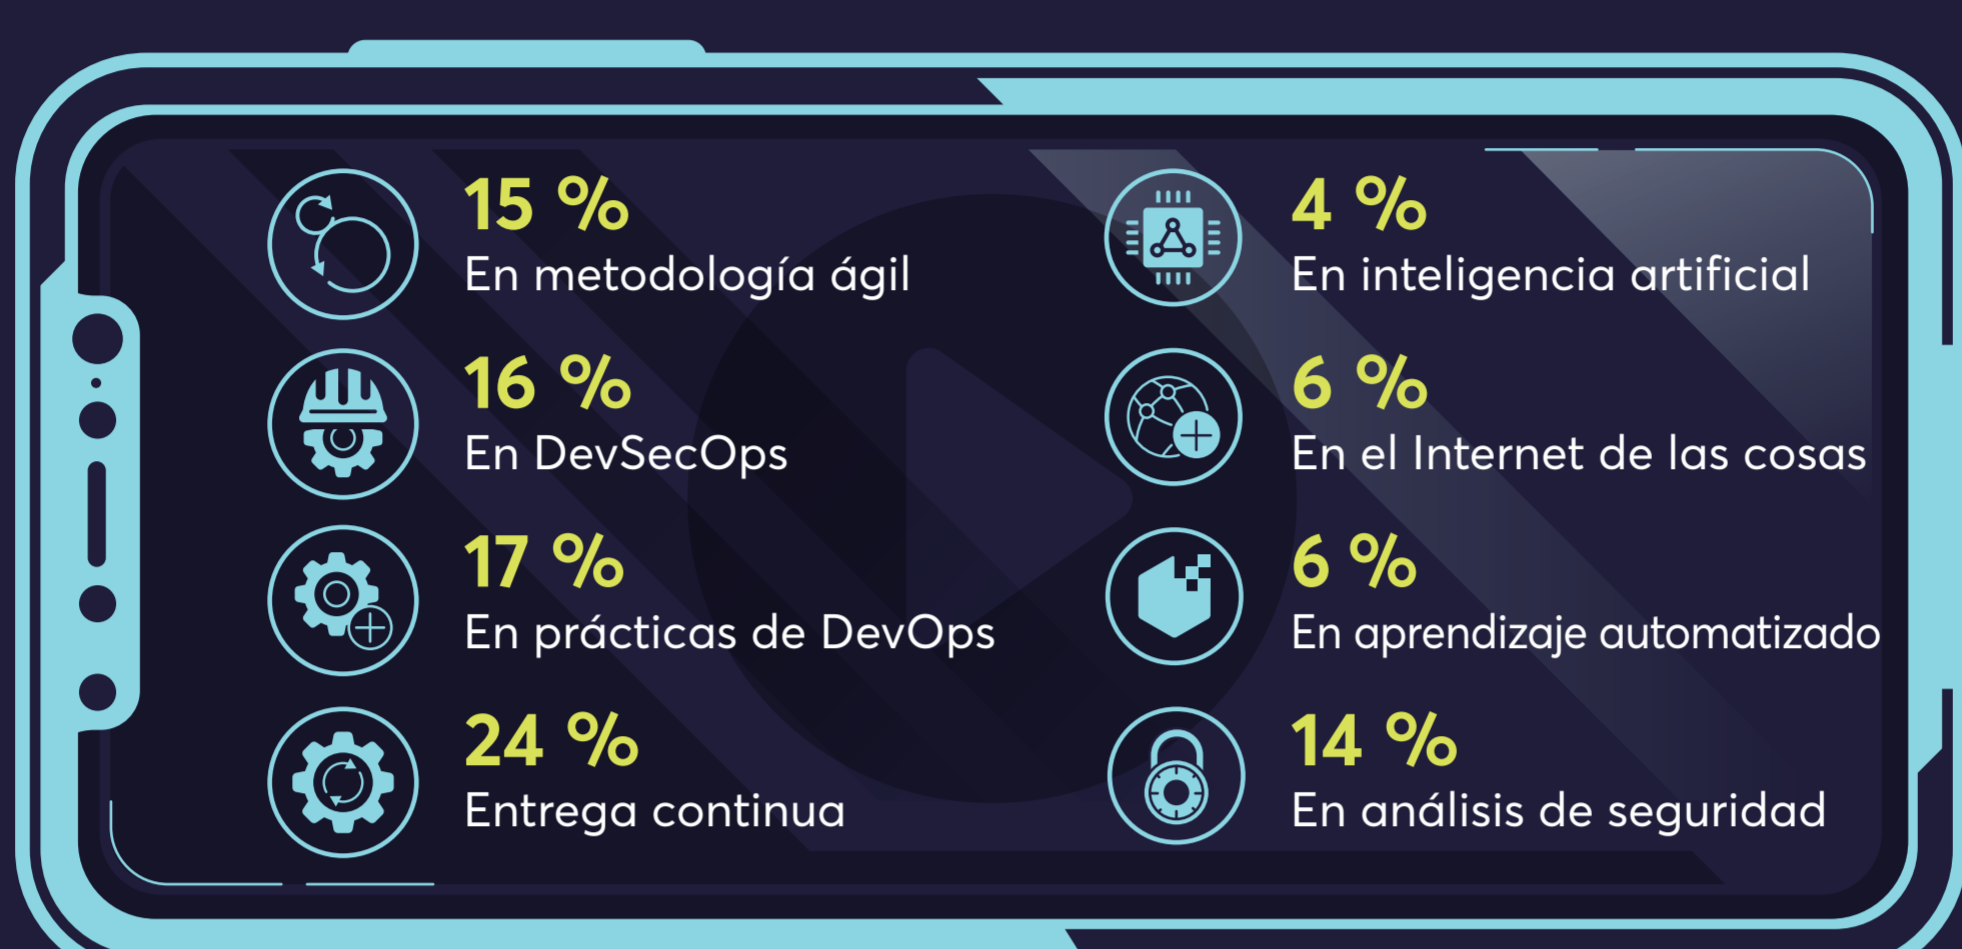 15 %
En metodología ágil
16 %
En DevSecOps
17 %
En prácticas de DevOps
24 %
Entrega continua
4 %
En inteligencia artificial
6 %
En el Internet de las cosas
6 %
En aprendizaje automatizado
14 %
En análisis de seguridad